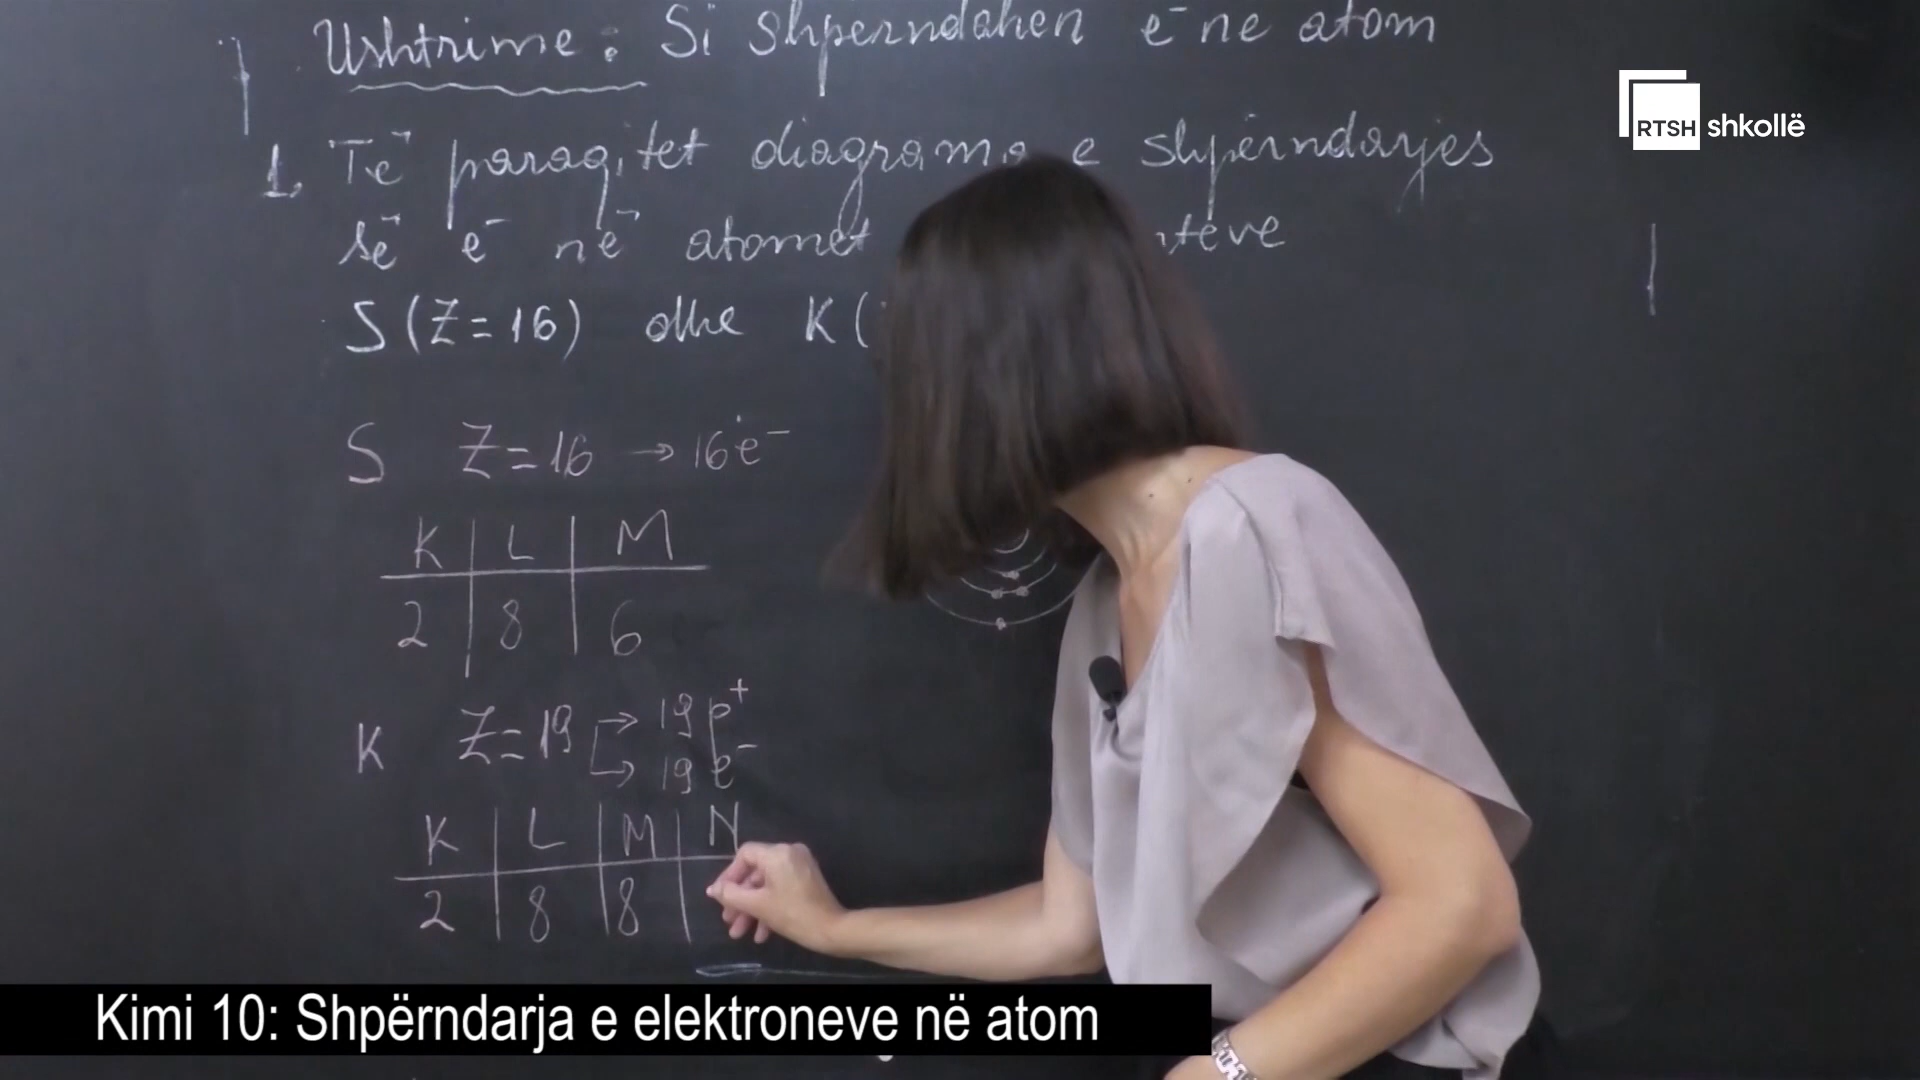 Ushtrime: Si shpërndahen e⁻ ne atom
RTSH shkollë
1. Të paraqitet diagrama e shpërndarjes
së e⁻ në atomet
S (Z=16) dhe K (
S Z=16 → 16e⁻
K L M
2 8 6
K Z=19 → 19p⁺
→ 19e⁻
K L M N
2 8 8
Kimi 10: Shpërndarja e elektroneve në atom